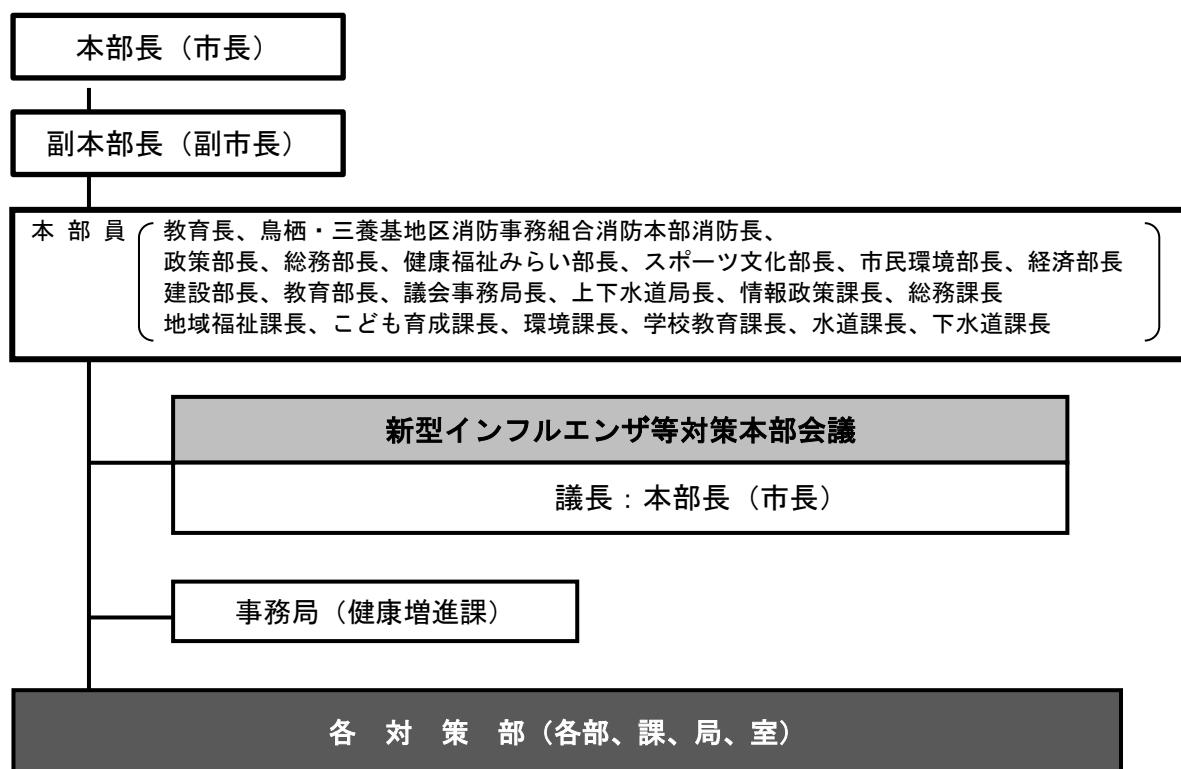 本部長（市長）
副本部長（副市長）
本 部 員 教育長、鳥栖・三養基地区消防事務組合消防本部消防長、
政策部長、総務部長、健康福祉みらい部長、スポーツ文化部長、市民環境部長、経済部長
建設部長、教育部長、議会事務局長、上下水道局長、情報政策課長、総務課長
地域福祉課長、こども育成課長、環境課長、学校教育課長、水道課長、下水道課長
新型インフルエンザ等対策本部会議
議長：本部長（市長）
事務局（健康増進課）
各 対 策 部（各部、課、局、室）